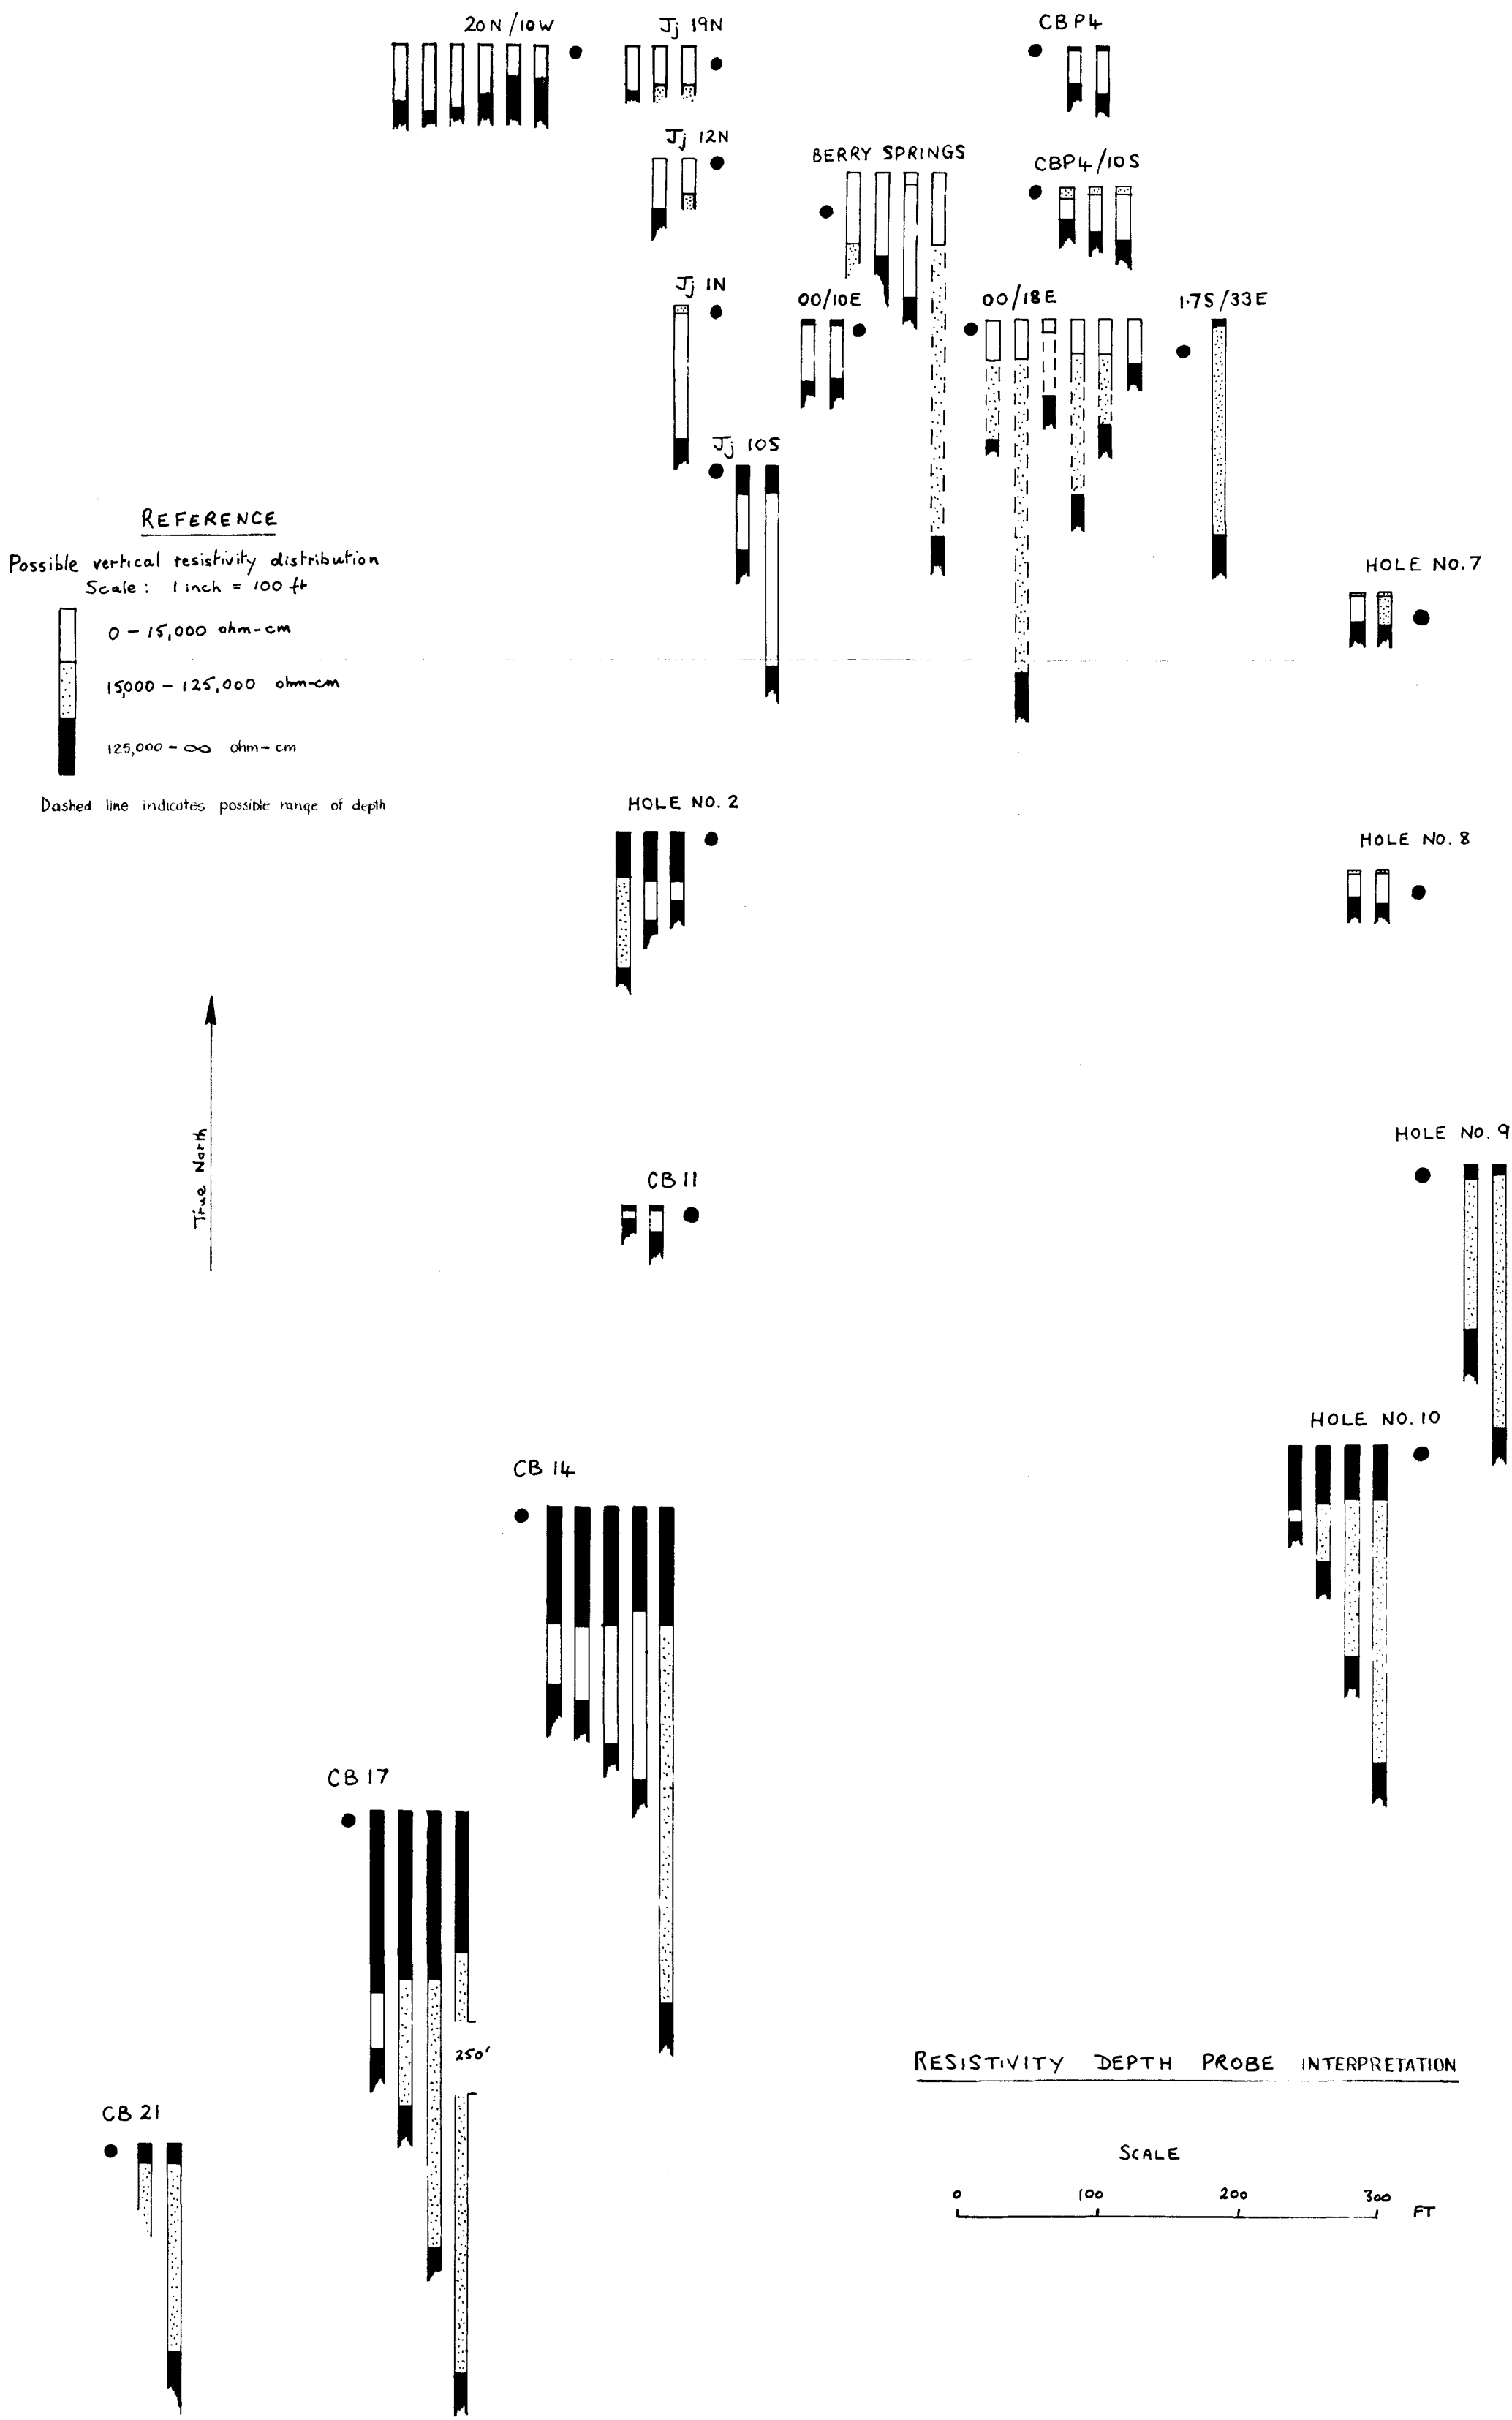 20N/10W
Jj 19N
CBP4
Jj 12N
BERRY SPRINGS
CBP4/10S
Jj 1N
00/10E
00/18E
1·7S/33E
Jj 10S
REFERENCE
Possible vertical resistivity distribution
Scale: 1 inch = 100 ft
0 - 15,000 ohm-cm
15,000 - 125,000 ohm-cm
125,000 - ∞ ohm-cm
Dashed line indicates possible range of depth
HOLE NO. 7
HOLE NO. 2
HOLE NO. 8
True North
HOLE NO. 9
CB 11
HOLE NO. 10
CB 14
CB 17
250'
CB 21
RESISTIVITY DEPTH PROBE INTERPRETATION
SCALE
0 100 200 300 FT